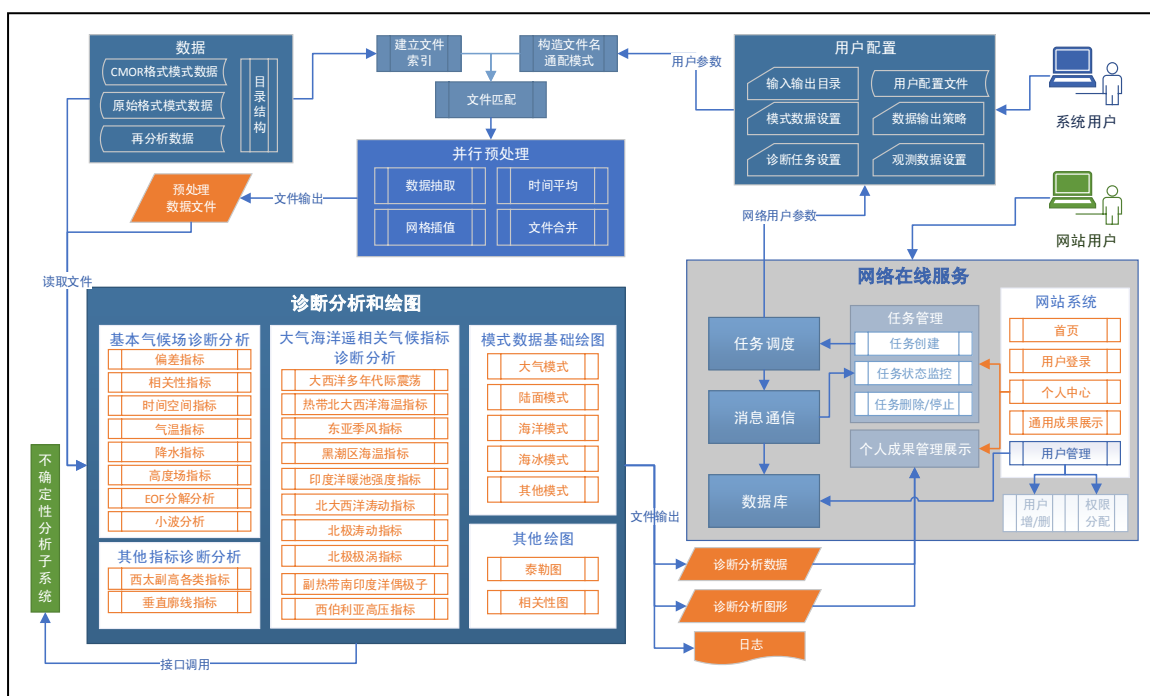 数据
CMOR格式模式数据
原始格式模式数据
再分析数据
目录结构
建立文件
索引
构造文件名
通配模式
文件匹配
用户参数
用户配置
输入输出目录
用户配置文件
模式数据设置
数据输出策略
诊断任务设置
观测数据设置
系统用户
网站用户
并行预处理
数据抽取
时间平均
网格插值
文件合并
文件输出
预处理
数据文件
读取文件
网络用户参数
诊断分析和绘图
基本气候场诊断分析
偏差指标
相关性指标
时间空间指标
气温指标
降水指标
高度场指标
EOF分解分析
小波分析
其他指标诊断分析
西太副高各类指标
垂直廓线指标
大气海洋遥相关气候指标
诊断分析
大西洋多年代际震荡
热带北大西洋海温指标
东亚季风指标
黑潮区海温指标
印度洋暖池强度指标
北大西洋涛动指标
北极涛动指标
北极极涡指标
副热带南印度洋偶极子
西伯利亚高压指标
模式数据基础绘图
大气模式
陆面模式
海洋模式
海冰模式
其他模式
其他绘图
泰勒图
相关性图
不确定性分析子系统
接口调用
文件输出
诊断分析数据
诊断分析图形
日志
网络在线服务
任务调度
消息通信
数据库
任务管理
任务创建
任务状态监控
任务删除/停止
个人成果管理展示
网站系统
首页
用户登录
个人中心
通用成果展示
用户管理
用户
增/删
权限
分配